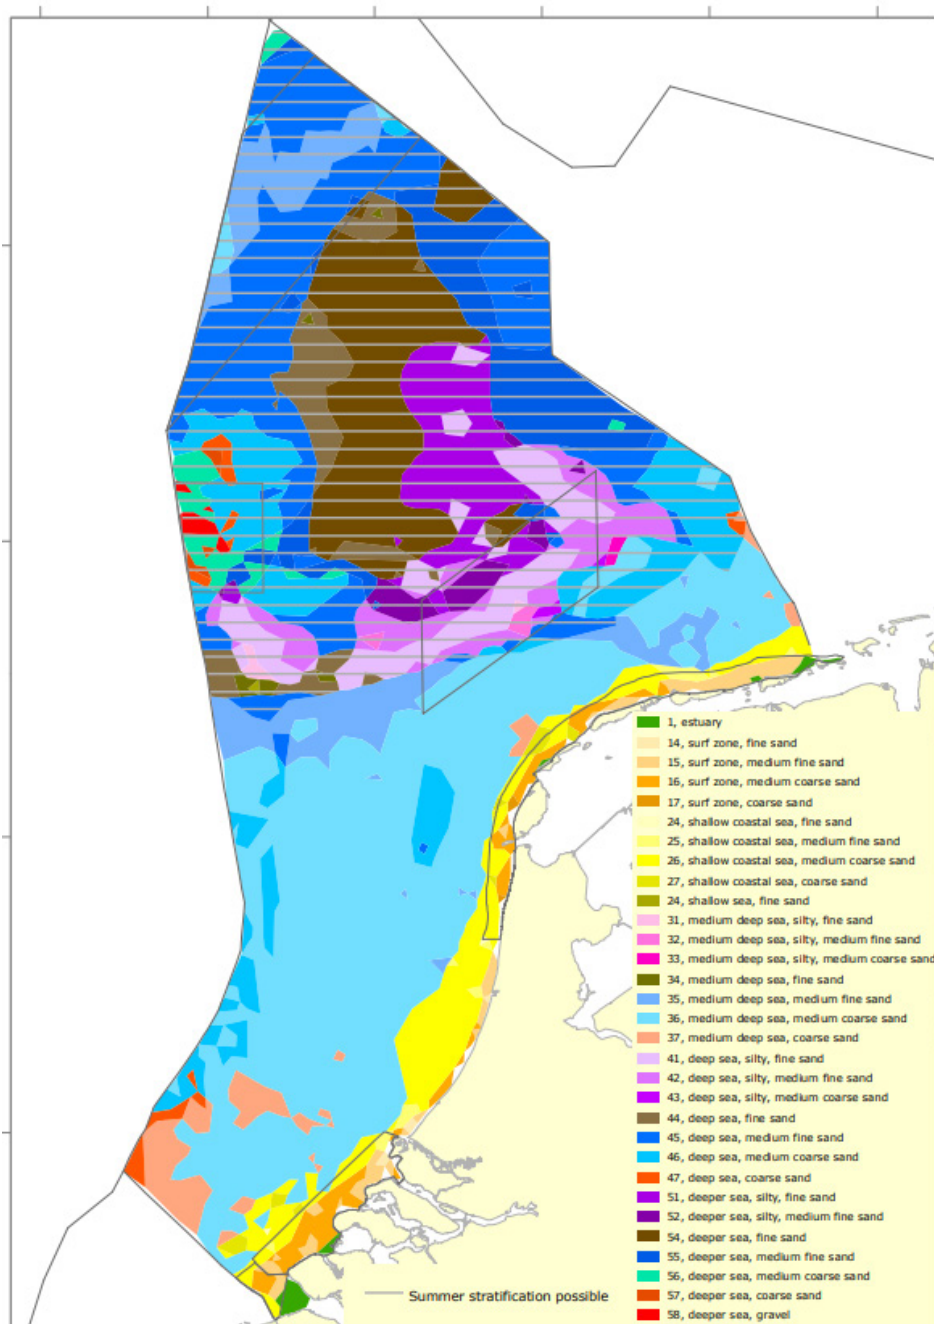 1, estuary
14, surf zone, fine sand
15, surf zone, medium fine sand
16, surf zone, medium coarse sand
17, surf zone, coarse sand
24, shallow coastal sea, fine sand
25, shallow coastal sea, medium fine sand
26, shallow coastal sea, medium coarse sand
27, shallow coastal sea, coarse sand
24, shallow sea, fine sand
31, medium deep sea, silty, fine sand
32, medium deep sea, silty, medium fine sand
33, medium deep sea, silty, medium coarse sand
34, medium deep sea, fine sand
35, medium deep sea, medium fine sand
36, medium deep sea, medium coarse sand
37, medium deep sea, coarse sand
41, deep sea, silty, fine sand
42, deep sea, silty, medium fine sand
43, deep sea, silty, medium coarse sand
44, deep sea, fine sand
45, deep sea, medium fine sand
46, deep sea, medium coarse sand
47, deep sea, coarse sand
51, deeper sea, silty, fine sand
52, deeper sea, silty, medium fine sand
54, deeper sea, fine sand
55, deeper sea, medium fine sand
56, deeper sea, medium coarse sand
57, deeper sea, coarse sand
58, deeper sea, gravel
Summer stratification possible